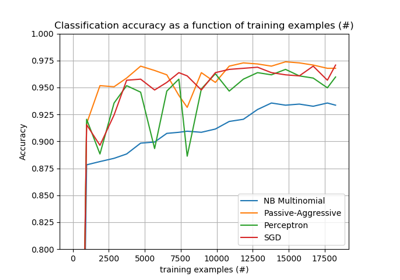 Classification accuracy as a function of training examples (#)
1.000
0.975
0.950
0.925
0.900
0.875
0.850
0.825
0.800
Accuracy
NB Multinomial
Passive-Aggressive
Perceptron
SGD
0 2500 5000 7500 10000 12500 15000 17500
training examples (#)